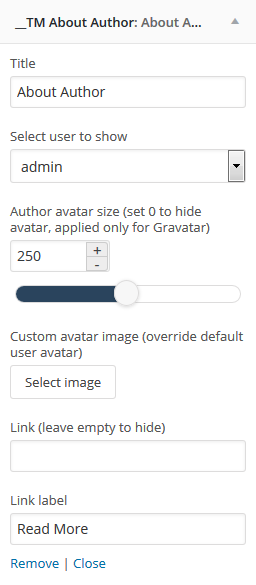 __TM About Author: About A...
Title
About Author
Select user to show
admin
Author avatar size (set 0 to hide
avatar, applied only for Gravatar)
250
+
-
Custom avatar image (override default
user avatar)
Select image
Link (leave empty to hide)
Link label
Read More
Remove | Close